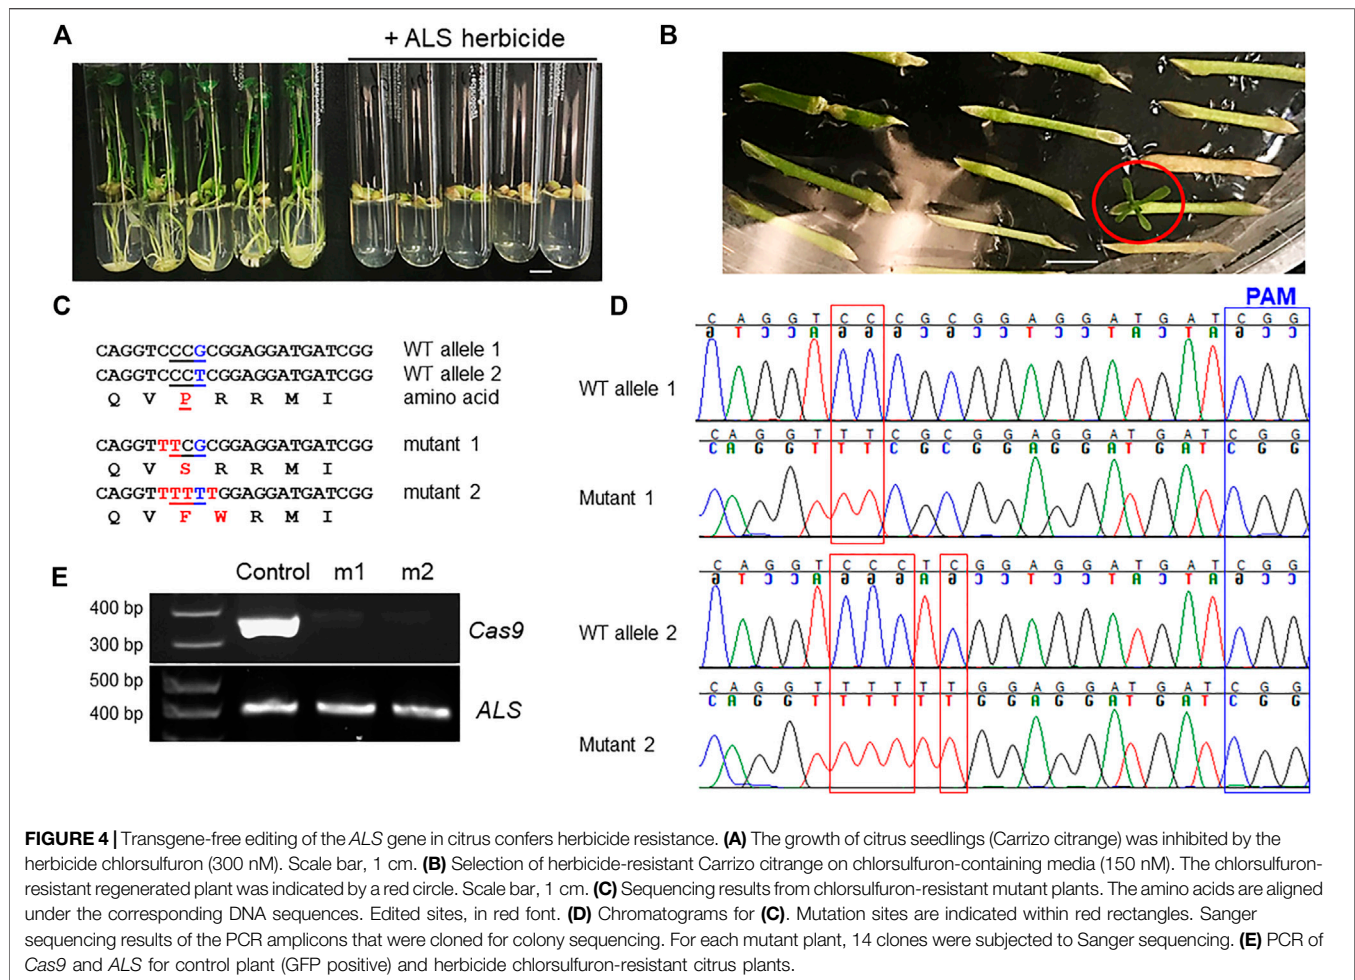 A
+ ALS herbicide
B
C
CAGGTCCCGCGGAGGATGATCGG WT allele 1
CAGGTCCCTCGGAGGATGATCGG WT allele 2
Q V P R R M I amino acid
CAGGTTTCGCGGAGGATGATCGG mutant 1
Q V S R R M I
CAGGTTTTTTGGAGGATGATCGG mutant 2
Q V F W R M I
D
PAM
C A G G T C C C G C G G A G G A T G A T C G G
G T C C A G G G C G C C T C C T A C T A G C C
WT allele 1
C A G G T T T C G C G G A G G A T G A T C G G
C A G G T T T C G C G G A G G A T G A T C G G
Mutant 1
C A G G T C C C T C G G A G G A T G A T C G G
G T C C A G G G A G C C T C C T A C T A G C C
WT allele 2
C A G G T T T T T T G G A G G A T G A T C G G
C A G G T T T T T T G G A G G A T G A T C G G
Mutant 2
E
Control m1 m2
400 bp
300 bp
Cas9
500 bp
400 bp
ALS
FIGURE 4 | Transgene-free editing of the ALS gene in citrus confers herbicide resistance. (A) The growth of citrus seedlings (Carrizo citrange) was inhibited by the
herbicide chlorsulfuron (300 nM). Scale bar, 1 cm. (B) Selection of herbicide-resistant Carrizo citrange on chlorsulfuron-containing media (150 nM). The chlorsulfuron-
resistant regenerated plant was indicated by a red circle. Scale bar, 1 cm. (C) Sequencing results from chlorsulfuron-resistant mutant plants. The amino acids are aligned
under the corresponding DNA sequences. Edited sites, in red font. (D) Chromatograms for (C). Mutation sites are indicated within red rectangles. Sanger
sequencing results of the PCR amplicons that were cloned for colony sequencing. For each mutant plant, 14 clones were subjected to Sanger sequencing. (E) PCR of
Cas9 and ALS for control plant (GFP positive) and herbicide chlorsulfuron-resistant citrus plants.